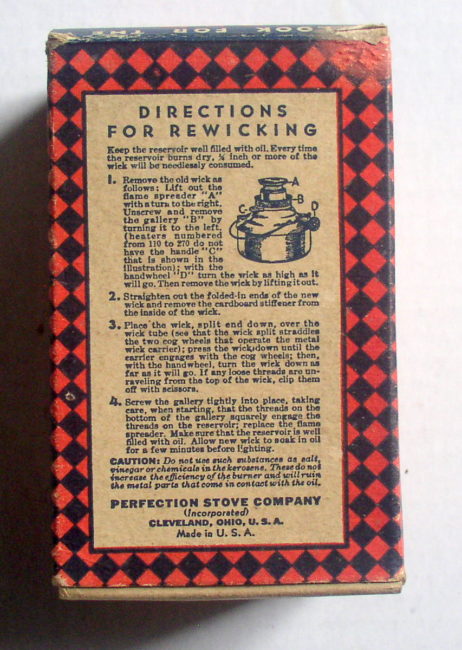 LOOK FOR THE
DIRECTIONS
FOR REWICKING
Keep the reservoir well filled with oil. Every time
the reservoir burns dry, ¼ inch or more of the
wick will be needlessly consumed.
1. Remove the old wick as
follows: Lift out the
flame spreader "A"
with a turn to the right.
Unscrew and remove
the gallery "B" by
turning it to the left,
(heaters numbered
from 110 to 270 do not
have the handle "C"
that is shown in the
illustration); with the
handwheel "D" turn the wick as high as it
will go. Then remove the wick by lifting it out.
A
B
C
D
2. Straighten out the folded-in ends of the new
wick and remove the cardboard stiffener from
the inside of the wick.
3. Place the wick, split end down, over the
wick tube (see that the wick split straddles
the two cog wheels that operate the metal
wick carrier); press the wick down until the
carrier engages with the cog wheels; then,
with the handwheel, turn the wick down as
far as it will go. If any loose threads are un-
raveling from the top of the wick, clip them
off with scissors.
4. Screw the gallery tightly into place, taking
care, when starting, that the threads on the
bottom of the gallery squarely engage the
threads on the reservoir; replace the flame
spreader. Make sure that the reservoir is well
filled with oil. Allow new wick to soak in oil
for a few minutes before lighting.
CAUTION: Do not use such substances as salt,
vinegar or chemicals in the kerosene. These do not
increase the efficiency of the burner and will ruin
the metal parts that come in contact with the oil.
PERFECTION STOVE COMPANY
(Incorporated)
CLEVELAND, OHIO, U. S. A.
Made in U. S. A.